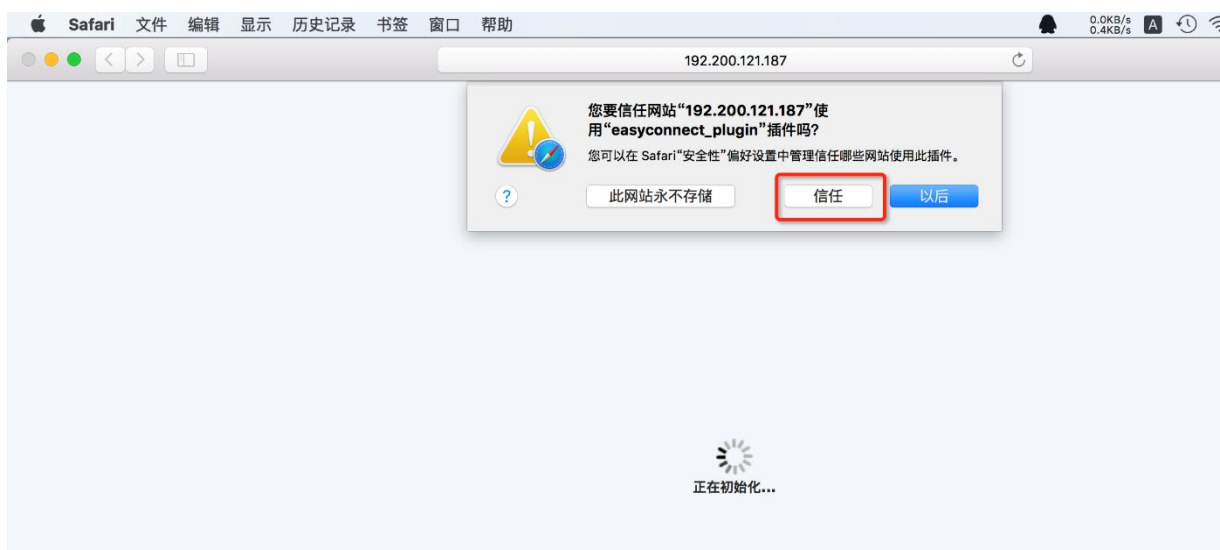 Safari 文件 编辑 显示 历史记录 书签 窗口 帮助
0.0KB/s
0.4KB/s
A
192.200.121.187
您要信任网站“192.200.121.187”使
用“easyconnect_plugin”插件吗?
您可以在 Safari“安全性”偏好设置中管理信任哪些网站使用此插件。
?
此网站永不存储
信任
以后
正在初始化...